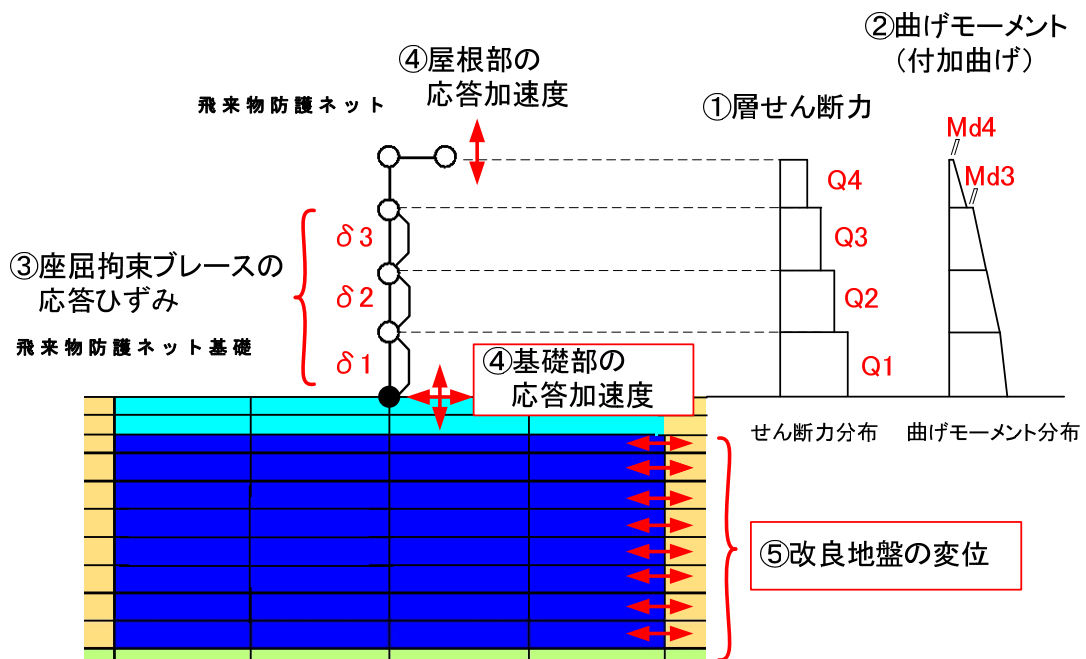 ②曲げモーメント
(付加曲げ)
④屋根部の
応答加速度
飛来物防護ネット
①層せん断力
Md4
Md3
Q4
Q3
Q2
Q1
δ3
δ2
δ1
③座屈拘束ブレースの
応答ひずみ
飛来物防護ネット基礎
④基礎部の
応答加速度
せん断力分布
曲げモーメント分布
⑤改良地盤の変位